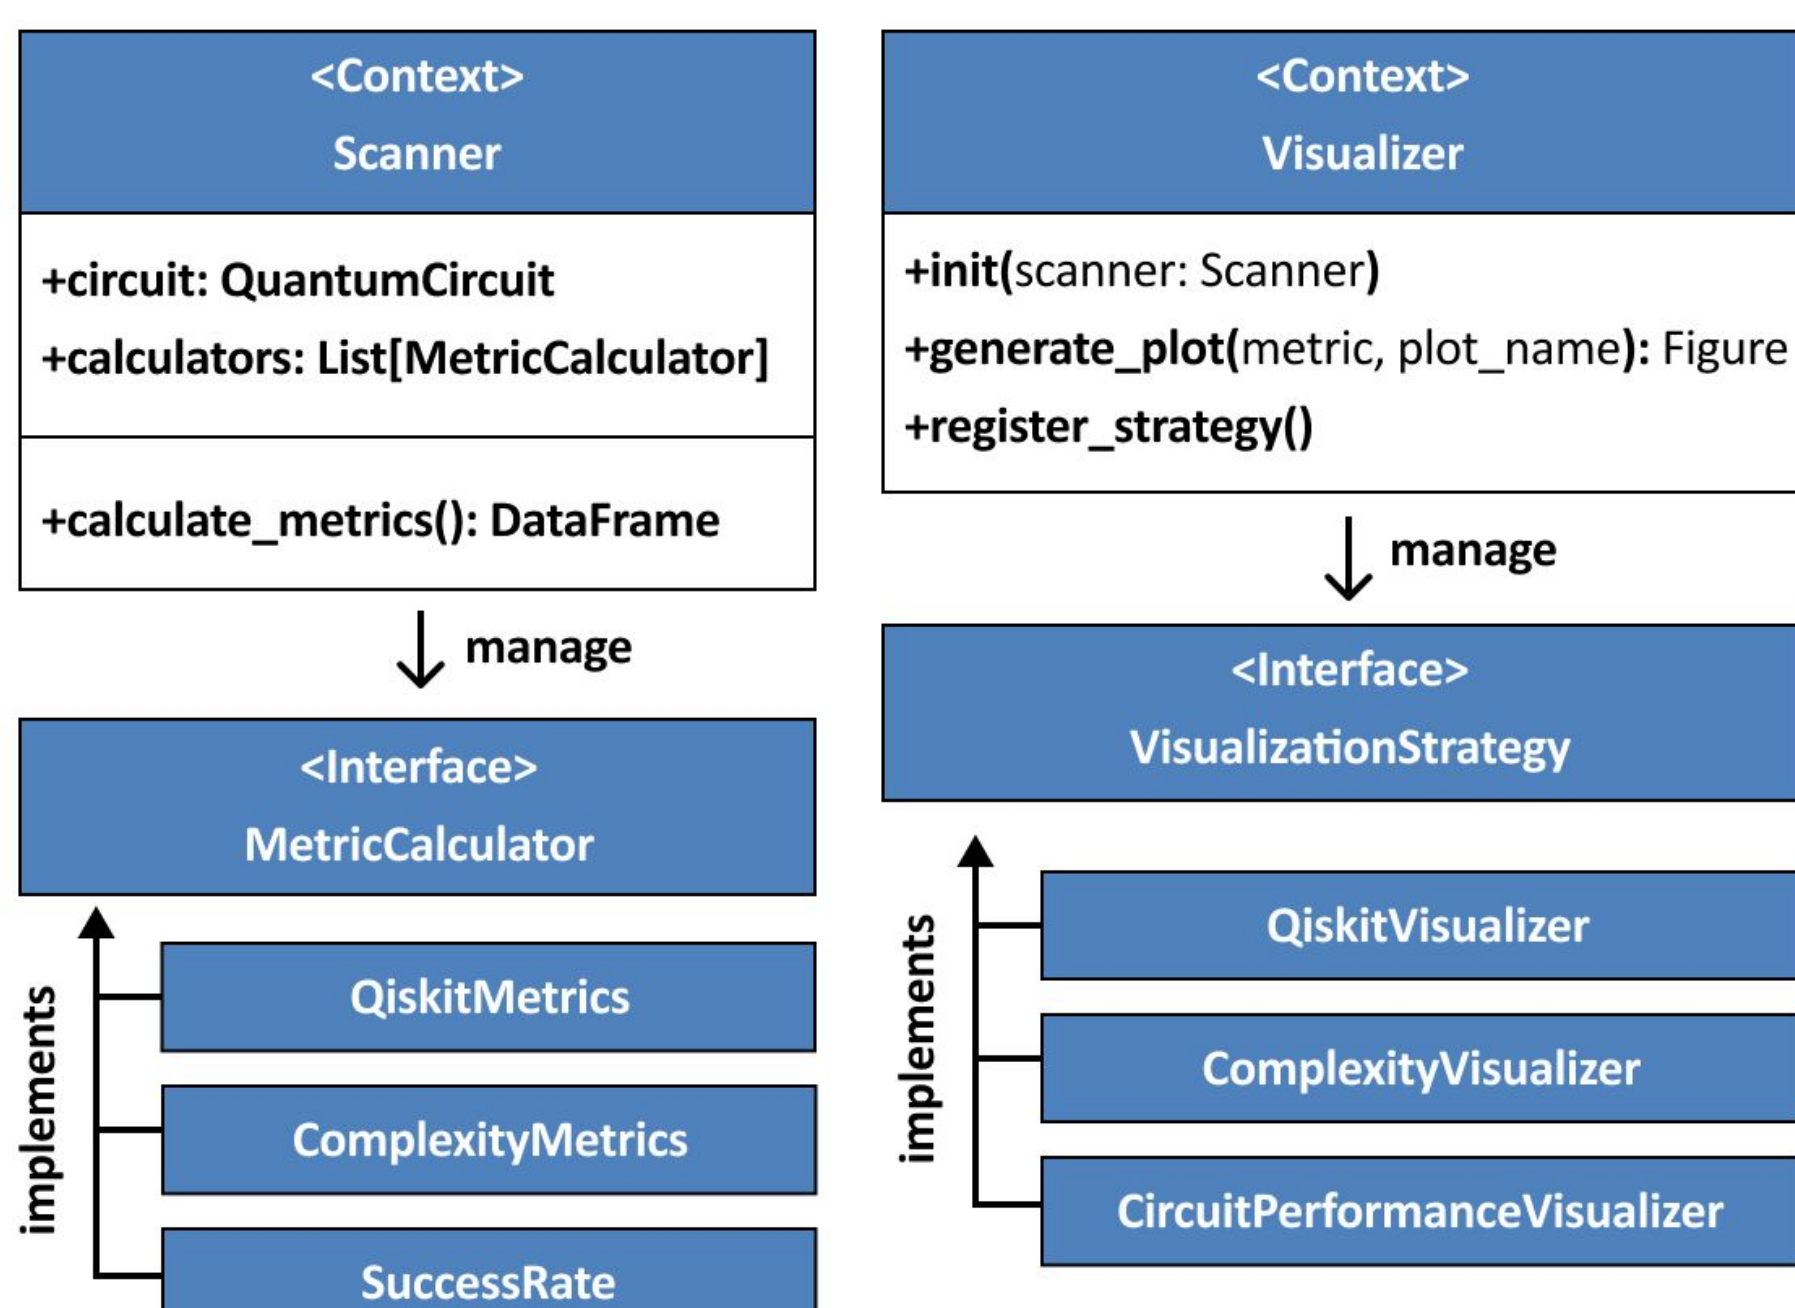 <Context>
Scanner
+circuit: QuantumCircuit
+calculators: List[MetricCalculator]
+calculate_metrics(): DataFrame
manage
<Interface>
MetricCalculator
implements
QiskitMetrics
ComplexityMetrics
SuccessRate
<Context>
Visualizer
+init(scanner: Scanner)
+generate_plot(metric, plot_name): Figure
+register_strategy()
manage
<Interface>
VisualizationStrategy
implements
QiskitVisualizer
ComplexityVisualizer
CircuitPerformanceVisualizer